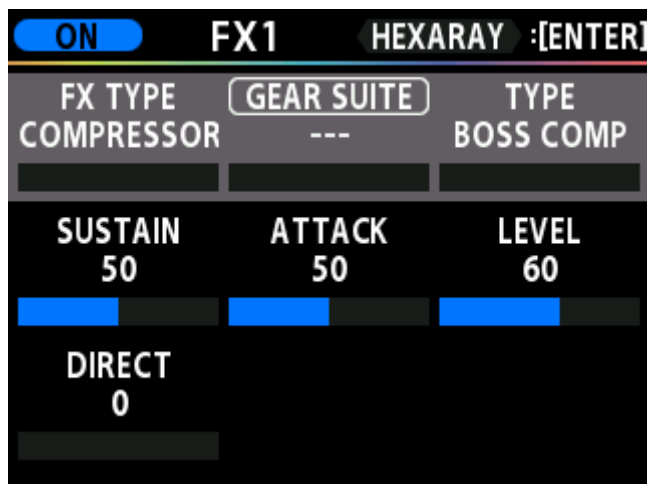 ON FX1 HEXARAY :[ENTER]
FX TYPE GEAR SUITE TYPE
COMPRESSOR --- BOSS COMP
SUSTAIN ATTACK LEVEL
50 50 60
DIRECT
0